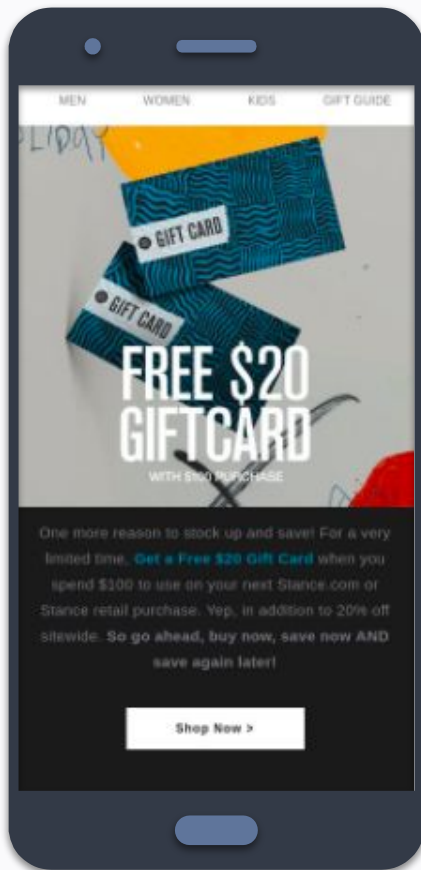 MEN WOMEN KIDS GIFT GUIDE
GIFT CARD
GIFT CARD
FREE $20
GIFTCARD
WITH $100 PURCHASE
One more reason to stock up and save! For a very
limited time, Get a Free $20 Gift Card when you
spend $100 to use on your next Stance.com or
Stance retail purchase. Yep, in addition to 20% off
sitewide. So go ahead, buy now, save now AND
save again later!
Shop Now >